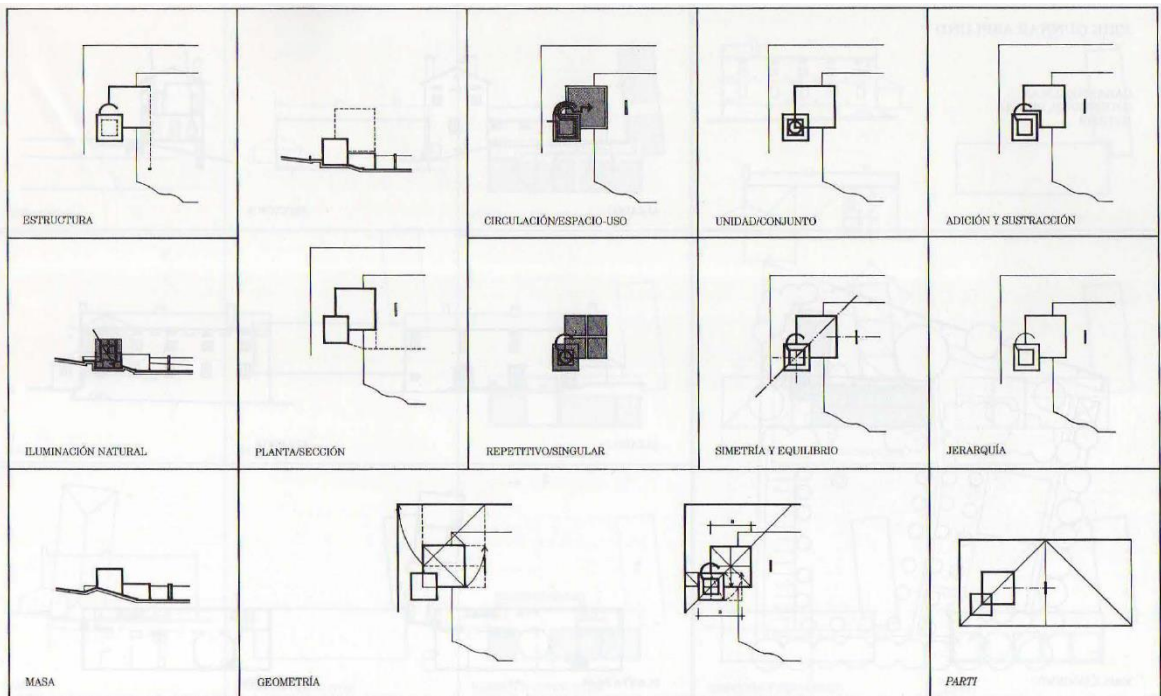 ESTRUCTURA
CIRCULACIÓN/ESPACIO-USO
UNIDAD/CONJUNTO
ADICIÓN Y SUSTRACCIÓN
ILUMINACIÓN NATURAL
PLANTA/SECCIÓN
REPETITIVO/SINGULAR
SIMETRÍA Y EQUILIBRIO
JERARQUÍA
MASA
GEOMETRÍA
PARTI